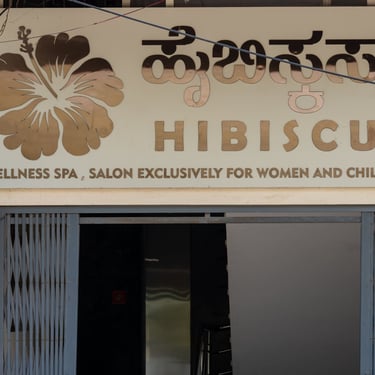 ಹೈಬಿಸ್ಕಸ
HIBISCU
ELLNESS SPA, SALON EXCLUSIVELY FOR WOMEN AND CHIL